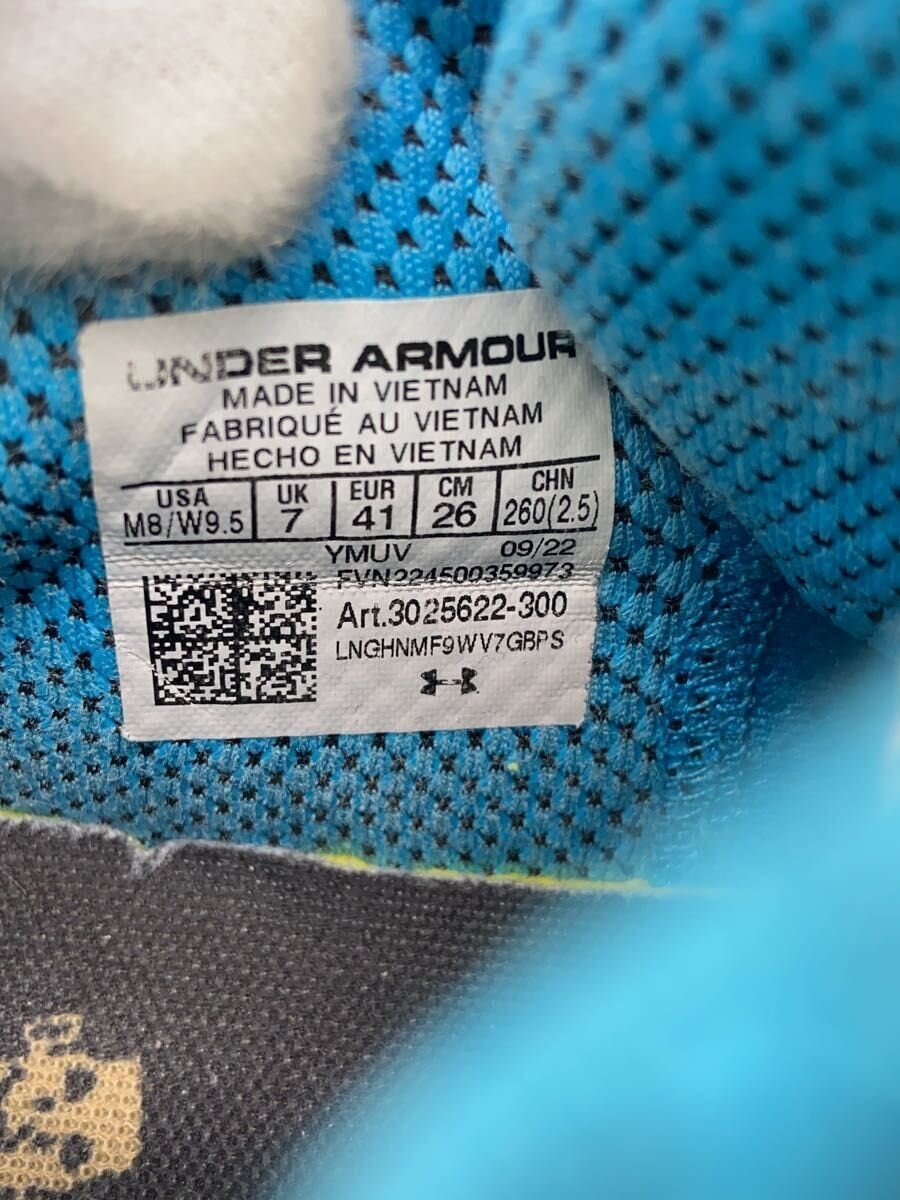 UNDER ARMOUR
MADE IN VIETNAM
FABRIQUÉ AU VIETNAM
HECHO EN VIETNAM
USA UK EUR CM CHN
M8/W9.5 7 41 26 260(2.5)
YMUV 09/22
FVN224500359973
Art.3025622-300
LNGHNMF9WV7GBPS